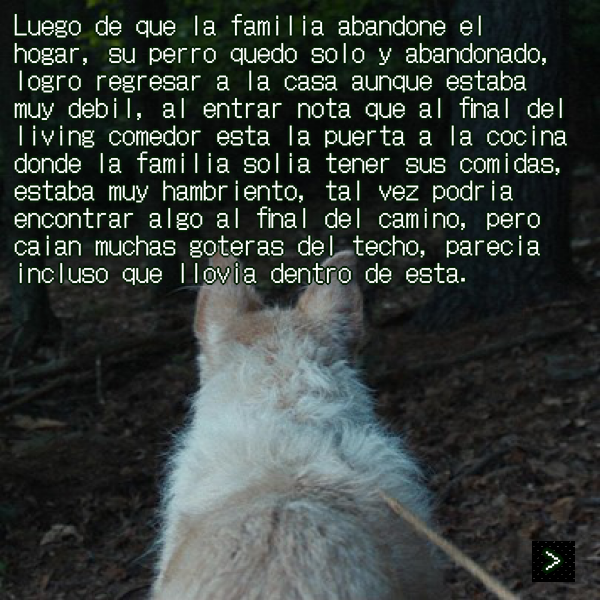 Luego de que la familia abandone el
hogar, su perro quedo solo y abandonado,
logro regresar a la casa aunque estaba
muy debil, al entrar nota que al final del
living comedor esta la puerta a la cocina
donde la familia solia tener sus comidas,
estaba muy hambriento, tal vez podria
encontrar algo al final del camino, pero
caian muchas goteras del techo, parecia
incluso que llovia dentro de esta.
>